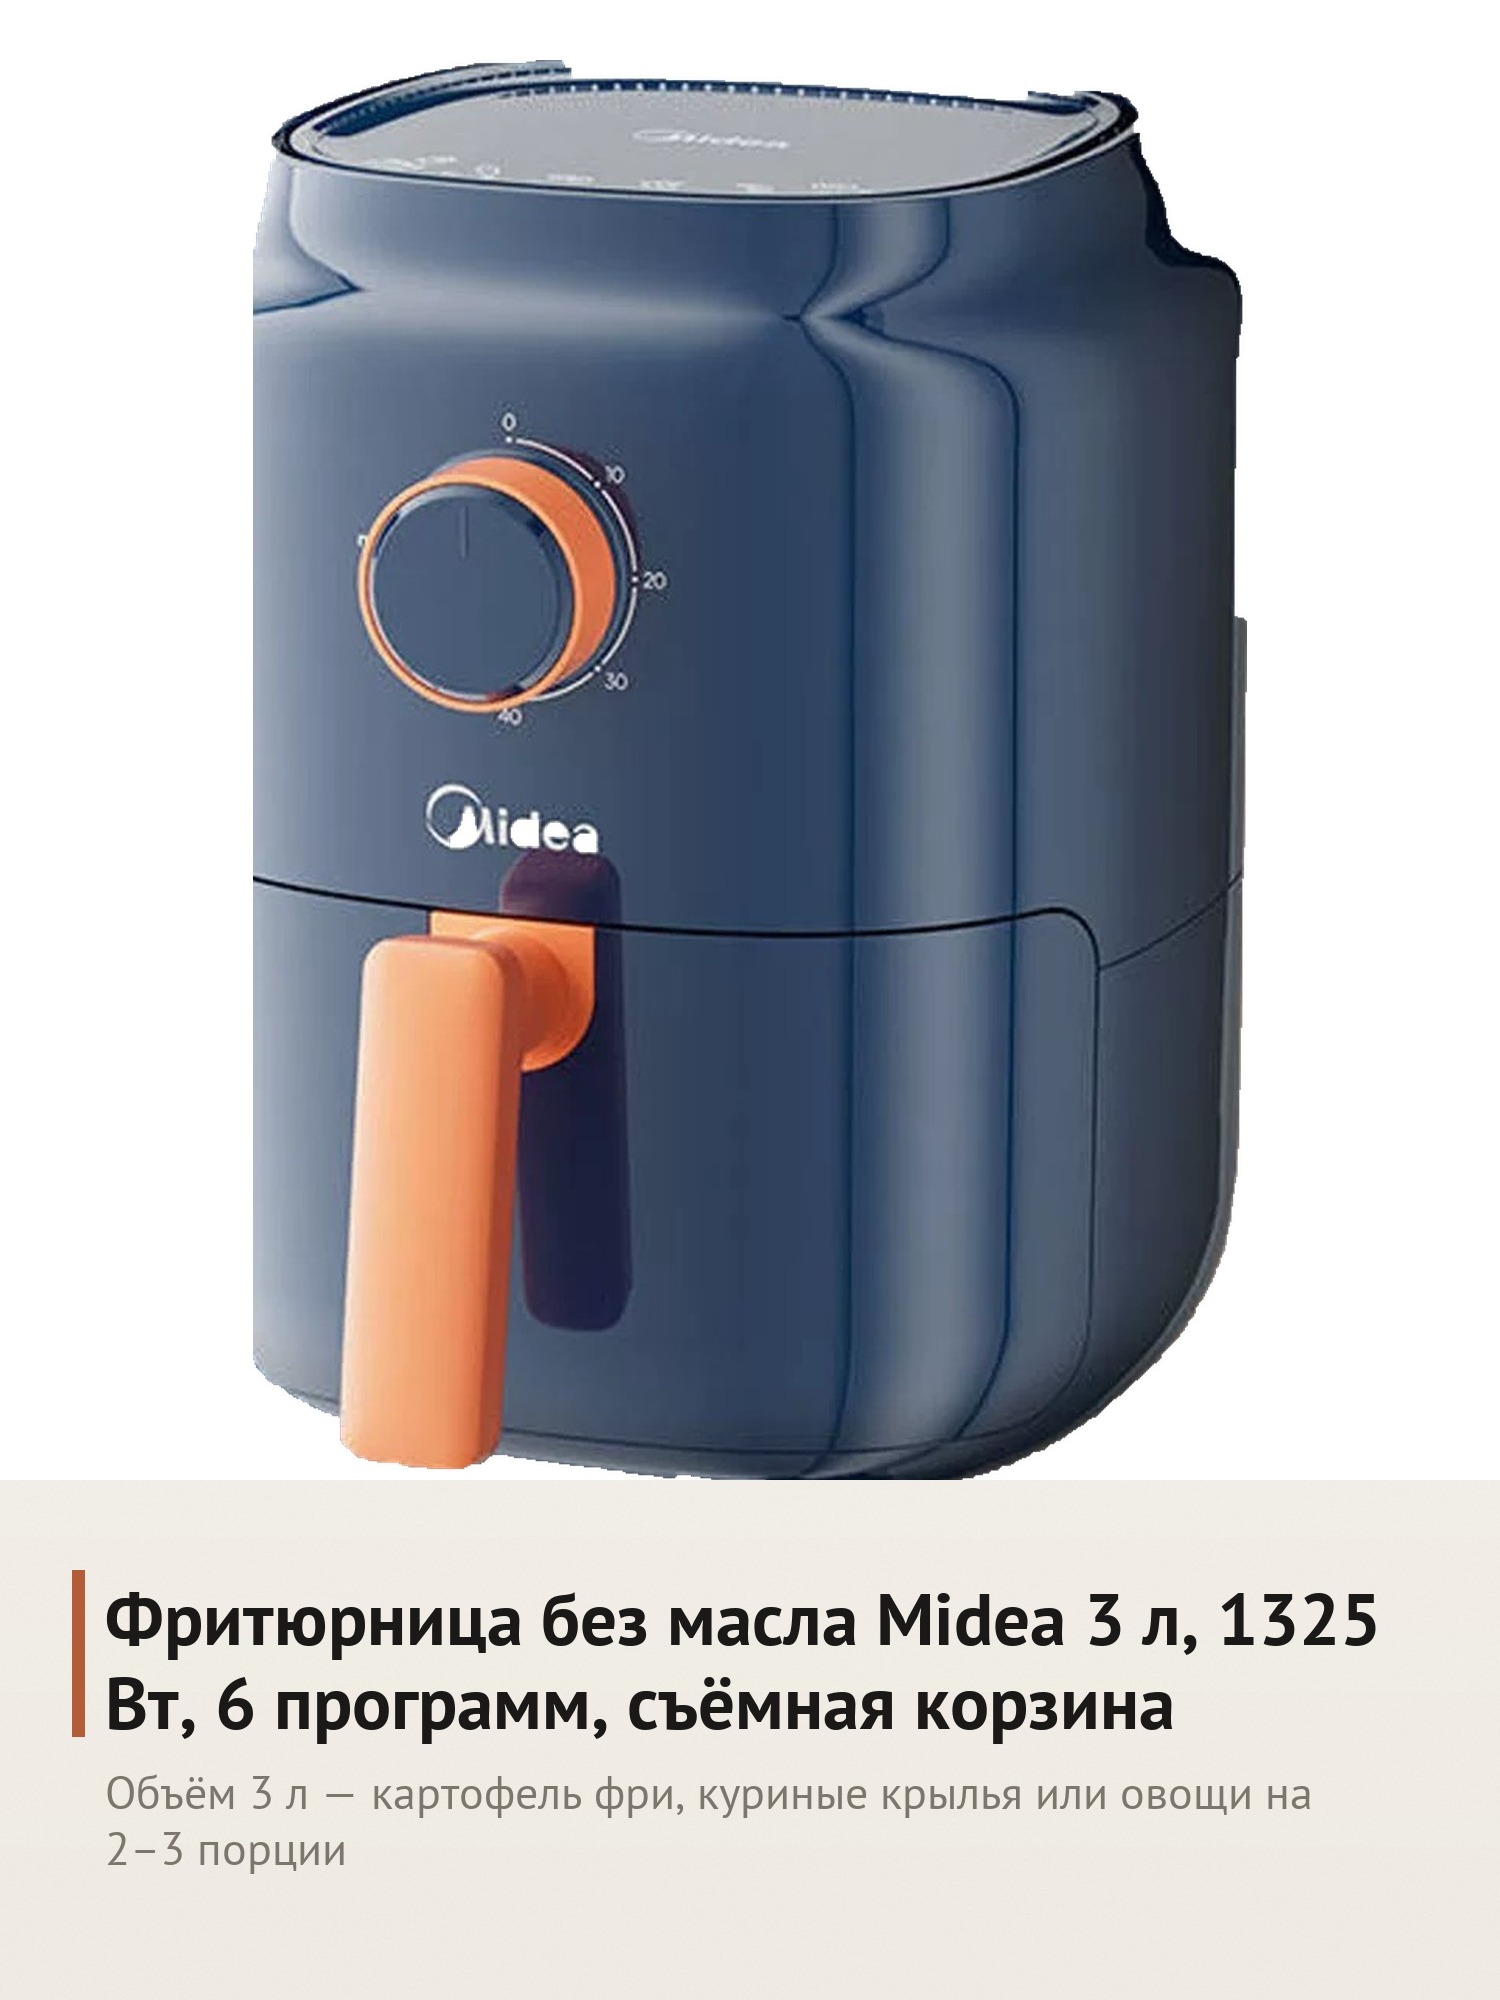 Midea
0
10
20
30
40
Midea
Фритюрница без масла Midea 3 л, 1325
Вт, 6 программ, съёмная корзина
Объём 3 л — картофель фри, куриные крылья или овощи на
2–3 порции